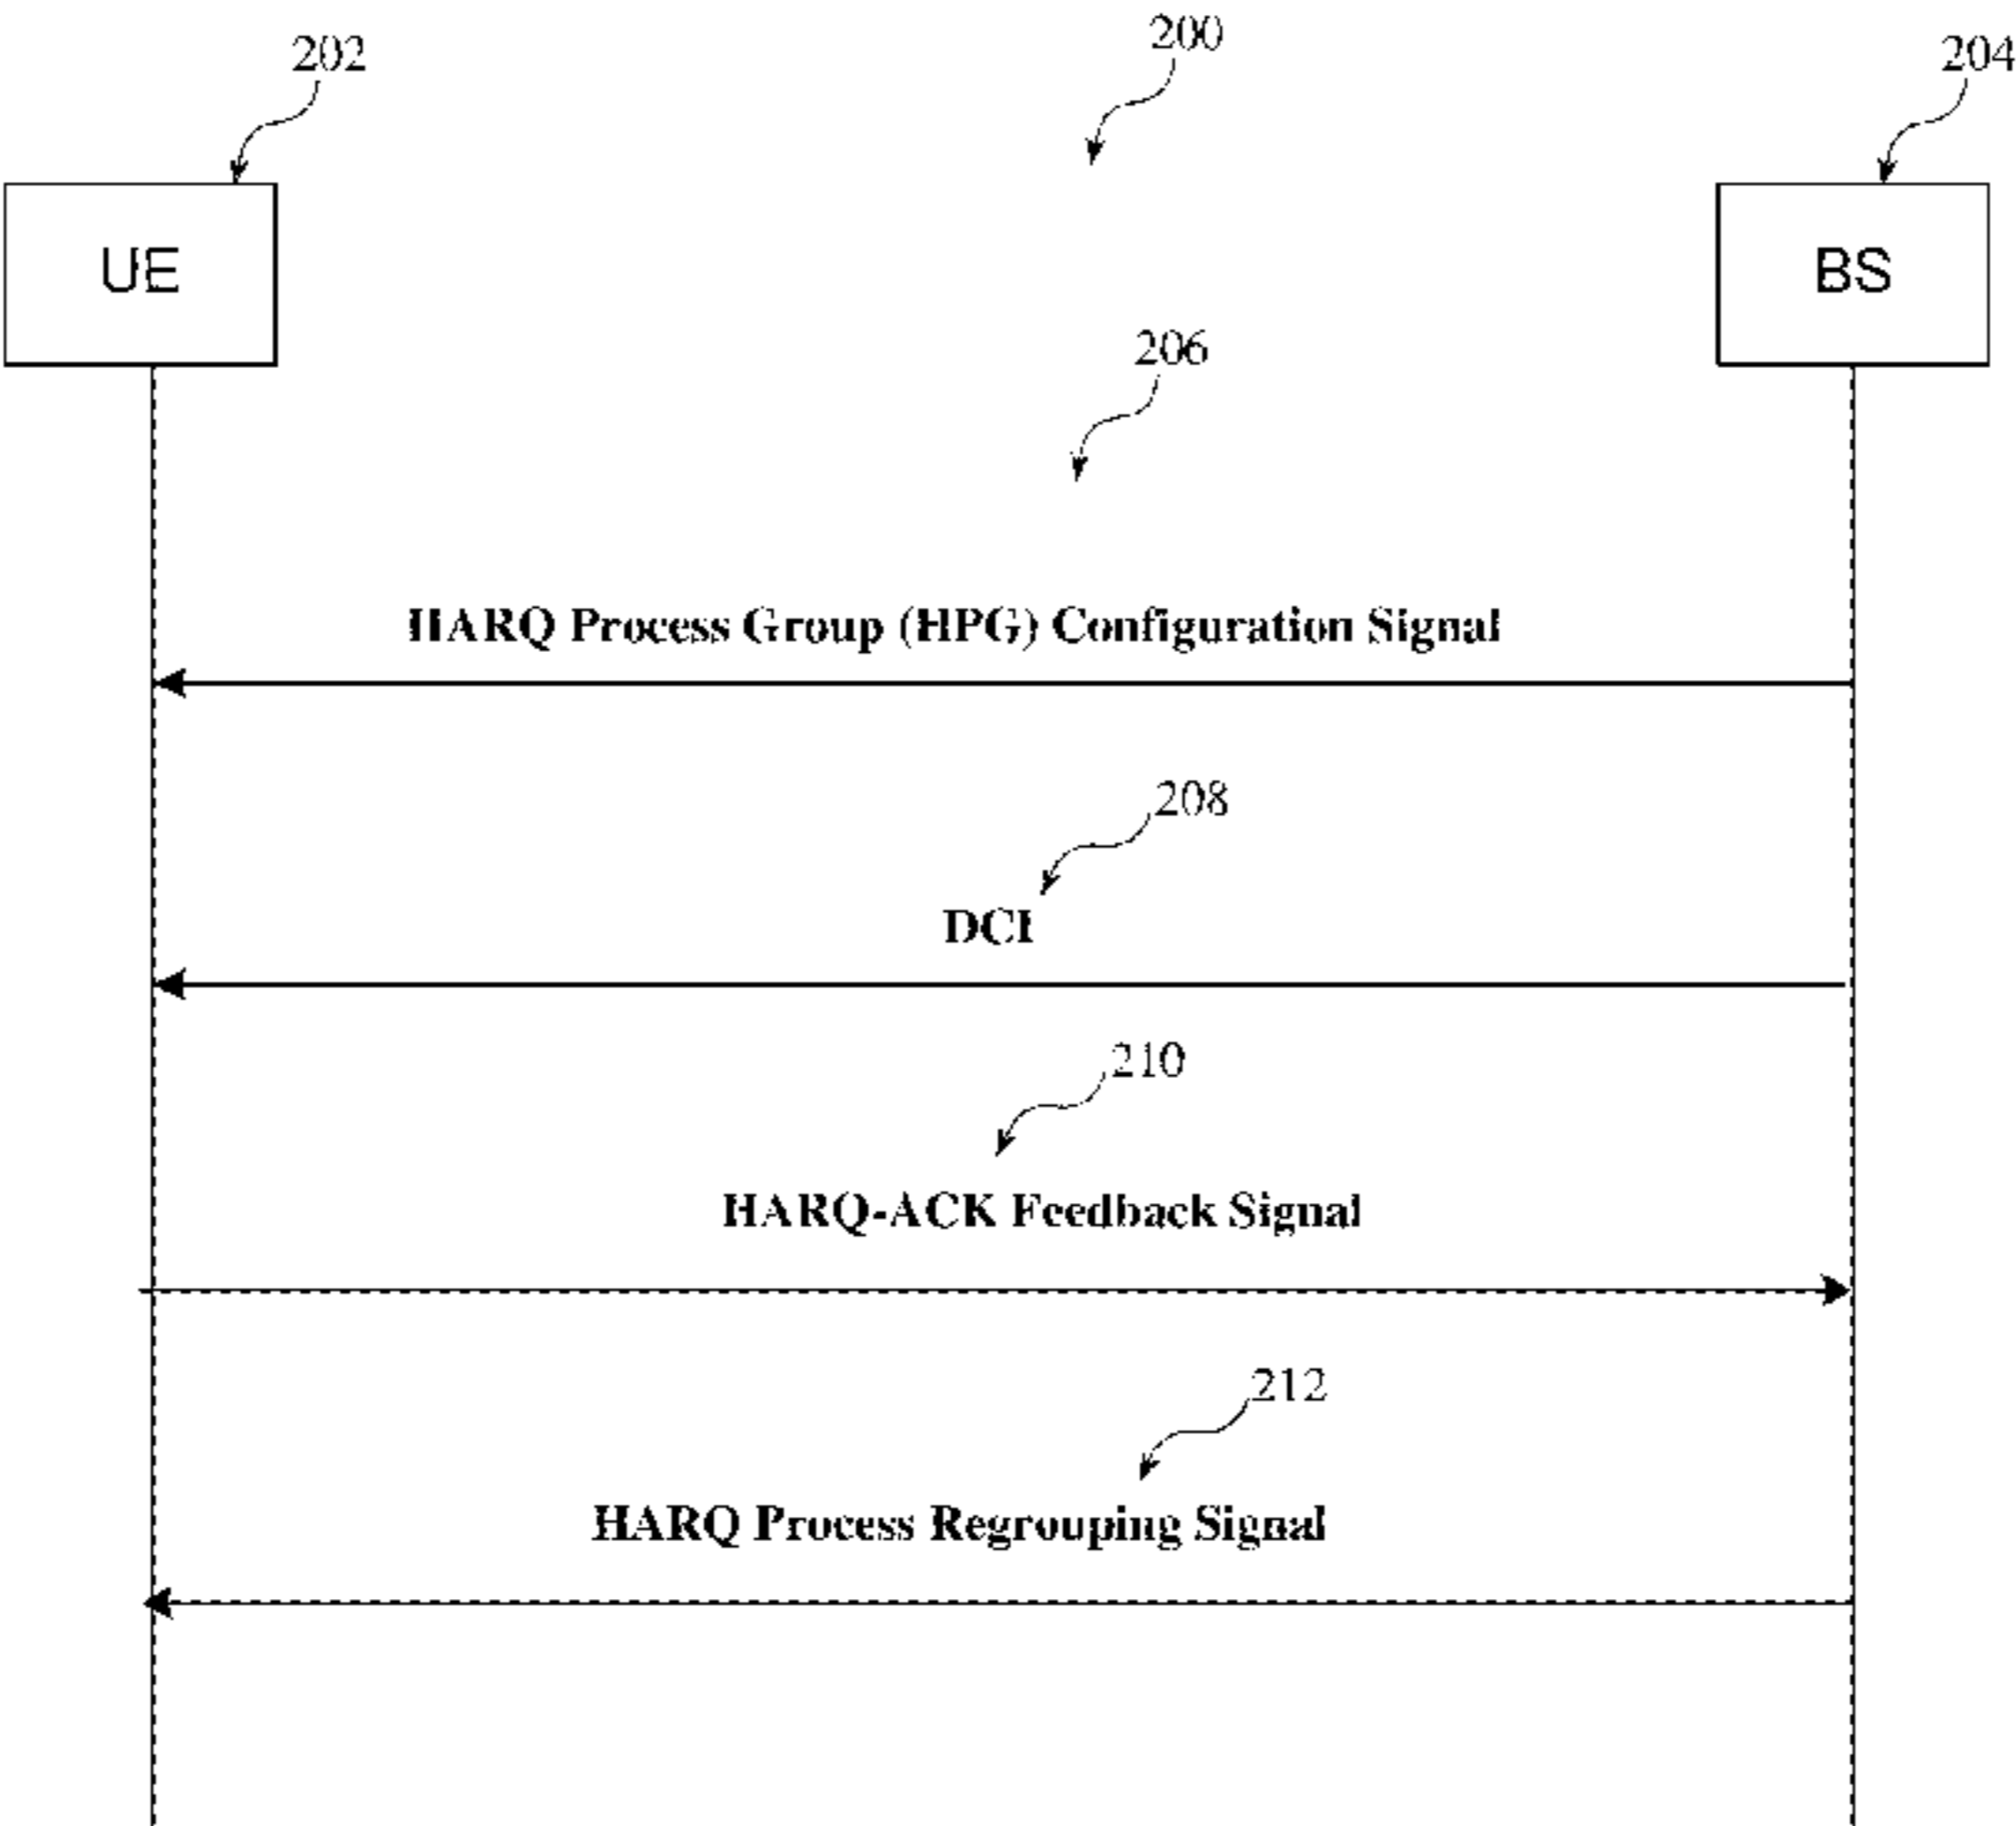 200
202
204
UE
BS
206
HARQ Process Group (HPG) Configuration Signal
208
DCI
210
HARQ-ACK Feedback Signal
212
HARQ Process Regrouping Signal